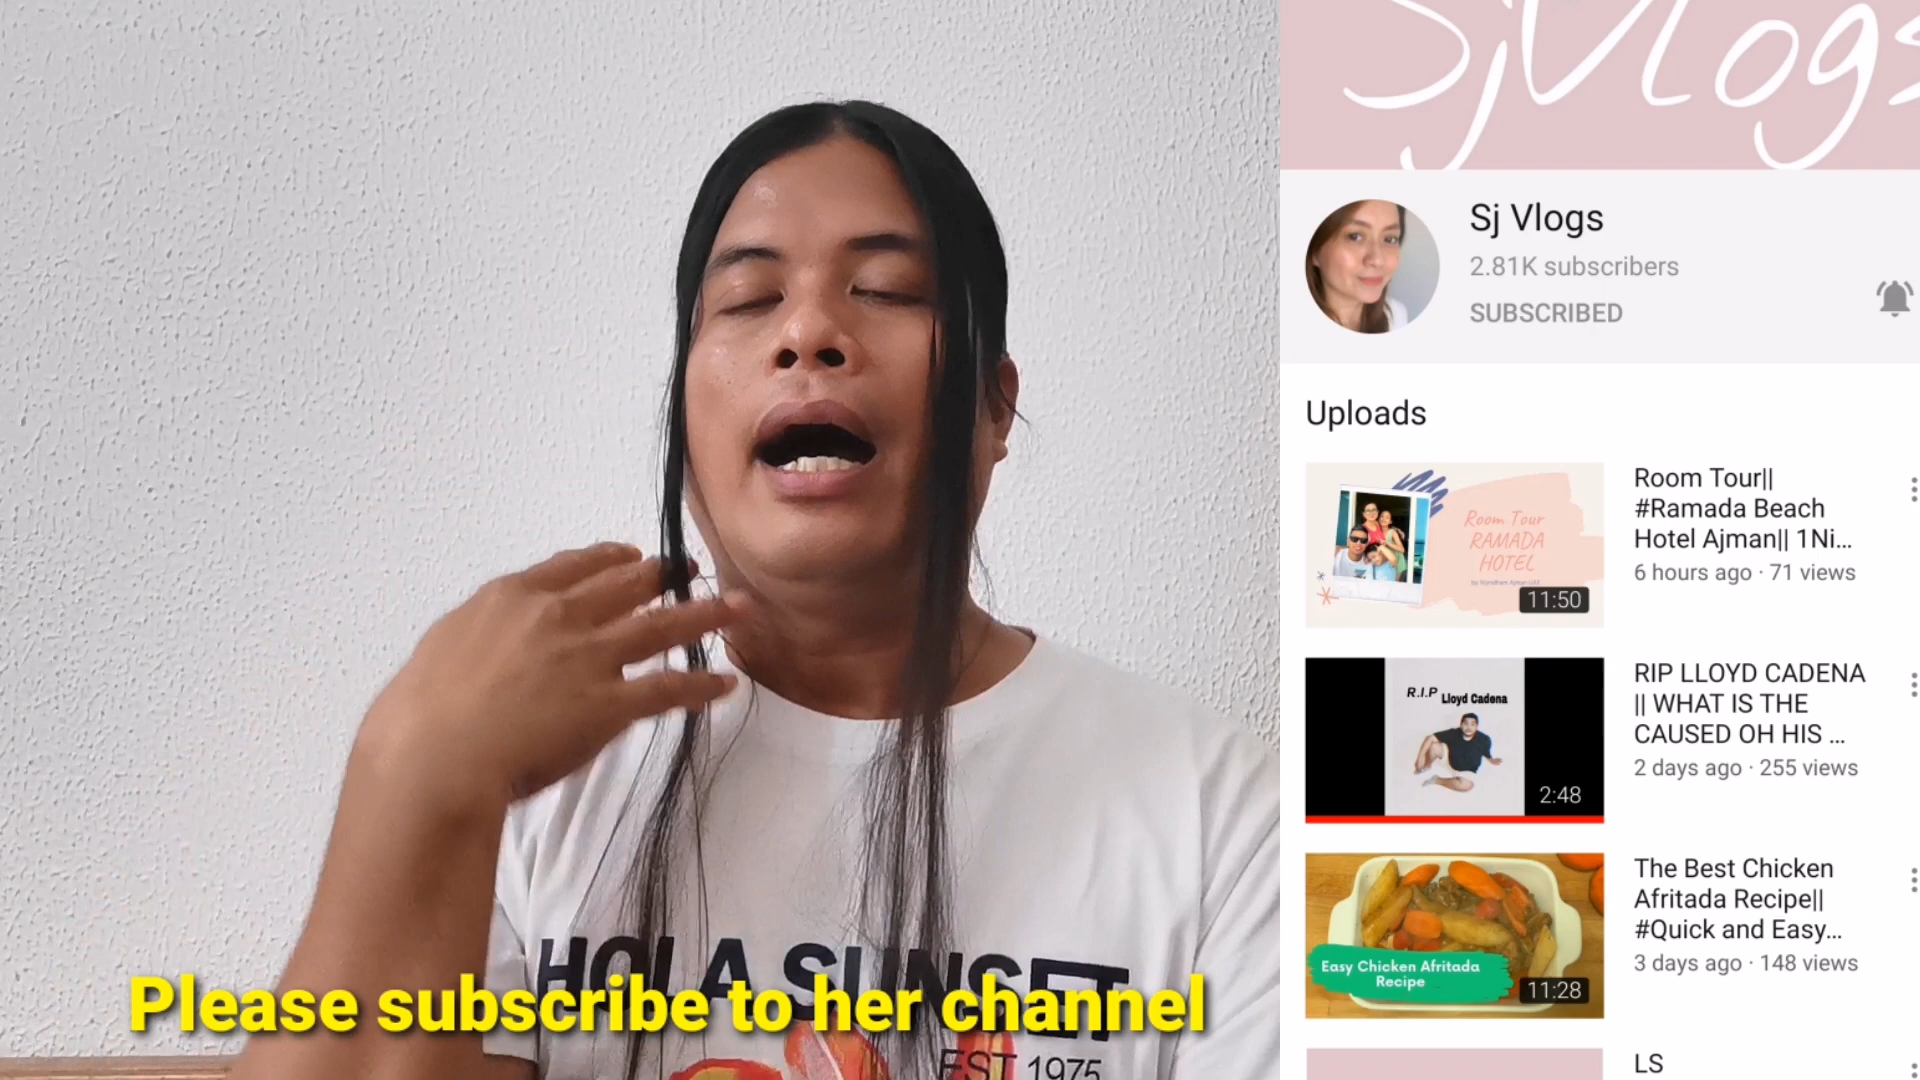 HOLA SUNSET
EST 1975
Please subscribe to her channel
Sj Vlogs
Sj Vlogs
2.81K subscribers
SUBSCRIBED
Uploads
Room Tour
RAMADA
HOTEL
11:50
Room Tour||
#Ramada Beach
Hotel Ajman|| 1Ni...
6 hours ago · 71 views
R.I.P Lloyd Cadena
2:48
RIP LLOYD CADENA
|| WHAT IS THE
CAUSED OH HIS ...
2 days ago · 255 views
Easy Chicken Afritada
Recipe
11:28
The Best Chicken
Afritada Recipe||
#Quick and Easy...
3 days ago · 148 views
LS